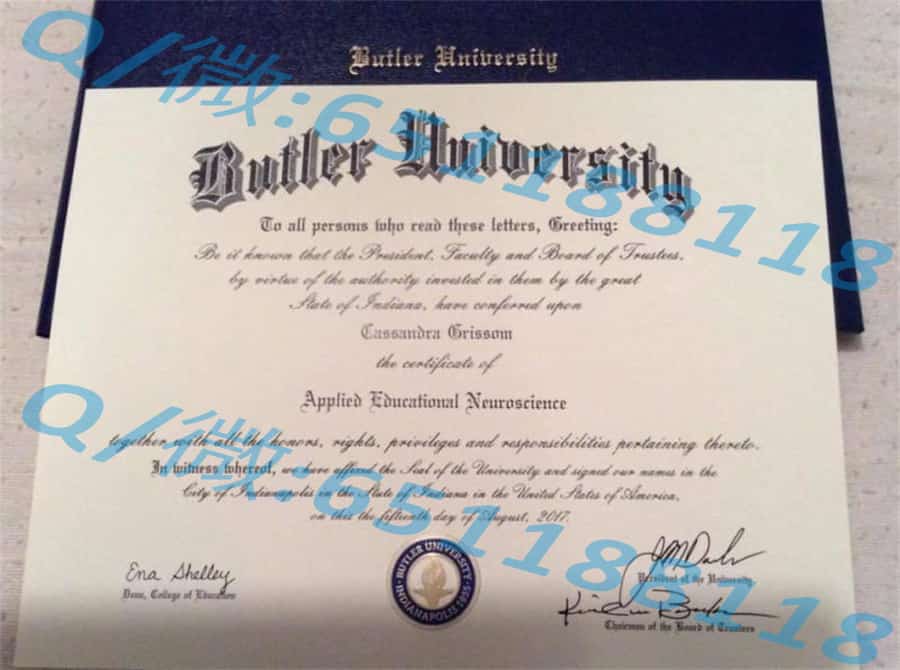 Butler University
Q/微:651188118
Butler University
To all persons who read these letters, Greeting:
Be it known that the President, Faculty and Board of Trustees,
by virtue of the authority invested in them by the great
State of Indiana, have conferred upon
Cassandra Grissom
the certificate of
Applied Educational Neuroscience
Q/微:651188118
together with all the honors, rights, privileges and responsibilities pertaining thereto.
In witness whereof, we have affixed the Seal of the University and signed our names in the
City of Indianapolis in the State of Indiana in the United States of America,
on this the fifteenth day of August, 2017.
BUTLER UNIVERSITY
INDIANAPOLIS 1855
Ena Shelley
Dean, College of Education
President of the University
Chairman of the Board of Trustees